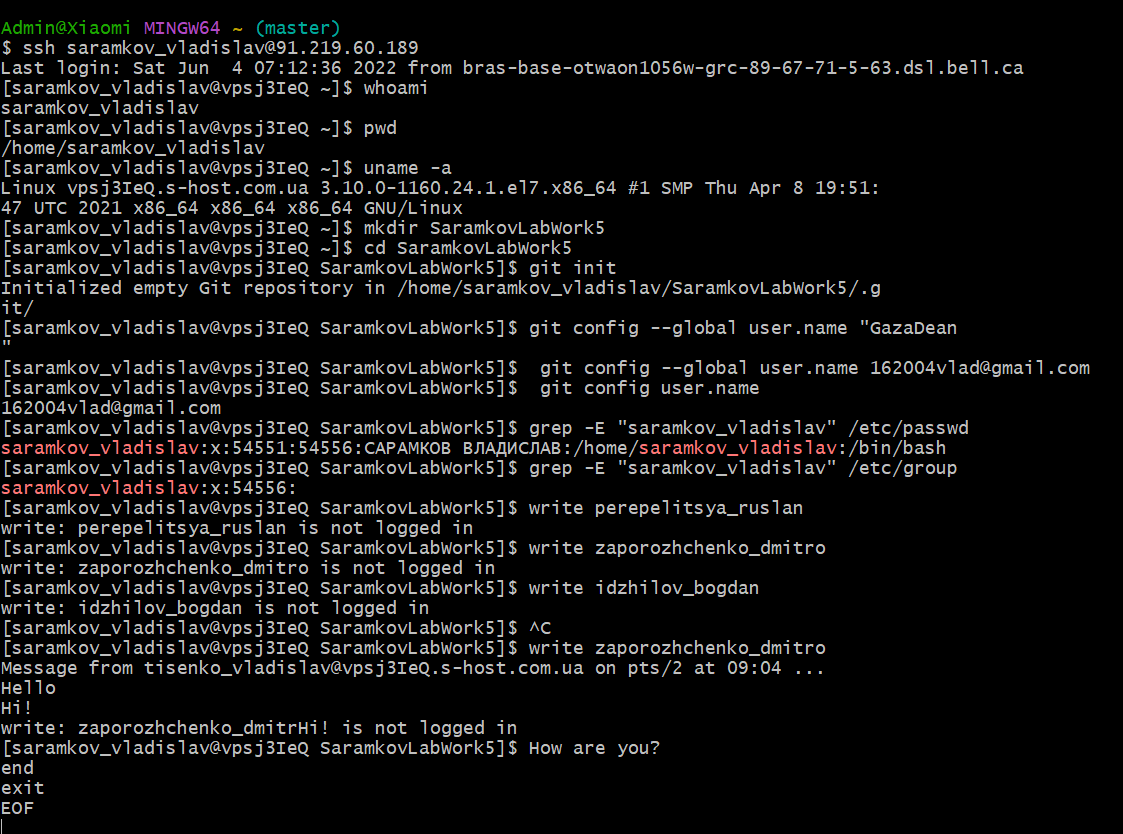 Admin@Xiaomi MINGW64 ~ (master)
$ ssh saramkov_vladislav@91.219.60.189
Last login: Sat Jun  4 07:12:36 2022 from bras-base-otwaon1056w-grc-89-67-71-5-63.dsl.bell.ca
[saramkov_vladislav@vpsj3IeQ ~]$ whoami
saramkov_vladislav
[saramkov_vladislav@vpsj3IeQ ~]$ pwd
/home/saramkov_vladislav
[saramkov_vladislav@vpsj3IeQ ~]$ uname -a
Linux vpsj3IeQ.s-host.com.ua 3.10.0-1160.24.1.el7.x86_64 #1 SMP Thu Apr 8 19:51:
47 UTC 2021 x86_64 x86_64 x86_64 GNU/Linux
[saramkov_vladislav@vpsj3IeQ ~]$ mkdir SaramkovLabWork5
[saramkov_vladislav@vpsj3IeQ ~]$ cd SaramkovLabWork5
[saramkov_vladislav@vpsj3IeQ SaramkovLabWork5]$ git init
Initialized empty Git repository in /home/saramkov_vladislav/SaramkovLabWork5/.g
it/
[saramkov_vladislav@vpsj3IeQ SaramkovLabWork5]$ git config --global user.name "GazaDean
"
[saramkov_vladislav@vpsj3IeQ SaramkovLabWork5]$  git config --global user.name 162004vlad@gmail.com
[saramkov_vladislav@vpsj3IeQ SaramkovLabWork5]$  git config user.name
162004vlad@gmail.com
[saramkov_vladislav@vpsj3IeQ SaramkovLabWork5]$ grep -E "saramkov_vladislav" /etc/passwd
saramkov_vladislav:x:54551:54556:САРАМКОВ ВЛАДИСЛАВ:/home/saramkov_vladislav:/bin/bash
[saramkov_vladislav@vpsj3IeQ SaramkovLabWork5]$ grep -E "saramkov_vladislav" /etc/group
saramkov_vladislav:x:54556:
[saramkov_vladislav@vpsj3IeQ SaramkovLabWork5]$ write perepelitsya_ruslan
write: perepelitsya_ruslan is not logged in
[saramkov_vladislav@vpsj3IeQ SaramkovLabWork5]$ write zaporozhchenko_dmitro
write: zaporozhchenko_dmitro is not logged in
[saramkov_vladislav@vpsj3IeQ SaramkovLabWork5]$ write idzhilov_bogdan
write: idzhilov_bogdan is not logged in
[saramkov_vladislav@vpsj3IeQ SaramkovLabWork5]$ ^C
[saramkov_vladislav@vpsj3IeQ SaramkovLabWork5]$ write zaporozhchenko_dmitro
Message from tisenko_vladislav@vpsj3IeQ.s-host.com.ua on pts/2 at 09:04 ...
Hello
Hi!
write: zaporozhchenko_dmitrHi! is not logged in
[saramkov_vladislav@vpsj3IeQ SaramkovLabWork5]$ How are you?
end
exit
EOF